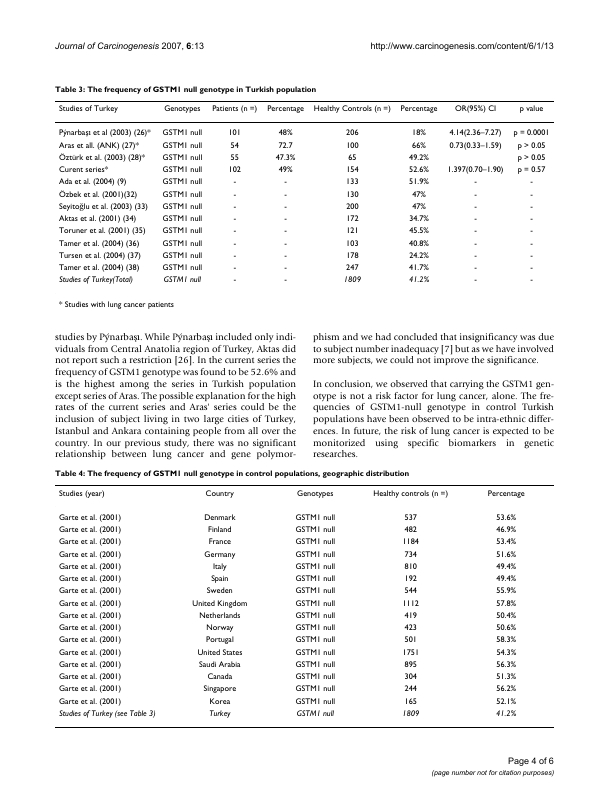 Journal of Carcinogenesis 2007, 6:13 http://www.carcinogenesis.com/content/6/1/13
Table 3: The frequency of GSTM1 null genotype in Turkish population
Studies of Turkey Genotypes Patients (n =) Percentage Healthy Controls (n =) Percentage OR(95%) CI p value
Pýnarbaşı et al (2003) (26)* GSTM1 null 101 48% 206 18% 4.14(2.36–7.27) p = 0.0001
Aras et all. (ANK) (27)* GSTM1 null 54 72.7 100 66% 0.73(0.33–1.59) p > 0.05
Öztürk et al. (2003) (28)* GSTM1 null 55 47.3% 65 49.2% p > 0.05
Curent series* GSTM1 null 102 49% 154 52.6% 1.397(0.70–1.90) p = 0.57
Ada et al. (2004) (9) GSTM1 null - - 133 51.9% - -
Özbek et al. (2001)(32) GSTM1 null - - 130 47% - -
Seyitoğlu et al. (2003) (33) GSTM1 null - - 200 47% - -
Aktas et al. (2001) (34) GSTM1 null - - 172 34.7% - -
Toruner et al. (2001) (35) GSTM1 null - - 121 45.5% - -
Tamer et al. (2004) (36) GSTM1 null - - 103 40.8% - -
Tursen et al. (2004) (37) GSTM1 null - - 178 24.2% - -
Tamer et al. (2004) (38) GSTM1 null - - 247 41.7% - -
Studies of Turkey(Total) GSTM1 null - - 1809 41.2% - -
* Studies with lung cancer patients
studies by Pýnarbaşı. While Pýnarbaşı included only indi-
viduals from Central Anatolia region of Turkey, Aktas did
not report such a restriction [26]. In the current series the
frequency of GSTM1 genotype was found to be 52.6% and
is the highest among the series in Turkish population
except series of Aras. The possible explanation for the high
rates of the current series and Aras' series could be the
inclusion of subject living in two large cities of Turkey,
Istanbul and Ankara containing people from all over the
country. In our previous study, there was no significant
relationship between lung cancer and gene polymor-
phism and we had concluded that insignificancy was due
to subject number inadequacy [7] but as we have involved
more subjects, we could not improve the significance.
In conclusion, we observed that carrying the GSTM1 gen-
otype is not a risk factor for lung cancer, alone. The fre-
quencies of GSTM1-null genotype in control Turkish
populations have been observed to be intra-ethnic differ-
ences. In future, the risk of lung cancer is expected to be
monitorized using specific biomarkers in genetic
researches.
Table 4: The frequency of GSTM1 null genotype in control populations, geographic distribution
Studies (year) Country Genotypes Healthy controls (n =) Percentage
Garte et al. (2001) Denmark GSTM1 null 537 53.6%
Garte et al. (2001) Finland GSTM1 null 482 46.9%
Garte et al. (2001) France GSTM1 null 1184 53.4%
Garte et al. (2001) Germany GSTM1 null 734 51.6%
Garte et al. (2001) Italy GSTM1 null 810 49.4%
Garte et al. (2001) Spain GSTM1 null 192 49.4%
Garte et al. (2001) Sweden GSTM1 null 544 55.9%
Garte et al. (2001) United Kingdom GSTM1 null 1112 57.8%
Garte et al. (2001) Netherlands GSTM1 null 419 50.4%
Garte et al. (2001) Norway GSTM1 null 423 50.6%
Garte et al. (2001) Portugal GSTM1 null 501 58.3%
Garte et al. (2001) United States GSTM1 null 1751 54.3%
Garte et al. (2001) Saudi Arabia GSTM1 null 895 56.3%
Garte et al. (2001) Canada GSTM1 null 304 51.3%
Garte et al. (2001) Singapore GSTM1 null 244 56.2%
Garte et al. (2001) Korea GSTM1 null 165 52.1%
Studies of Turkey (see Table 3) Turkey GSTM1 null 1809 41.2%
Page 4 of 6
(page number not for citation purposes)